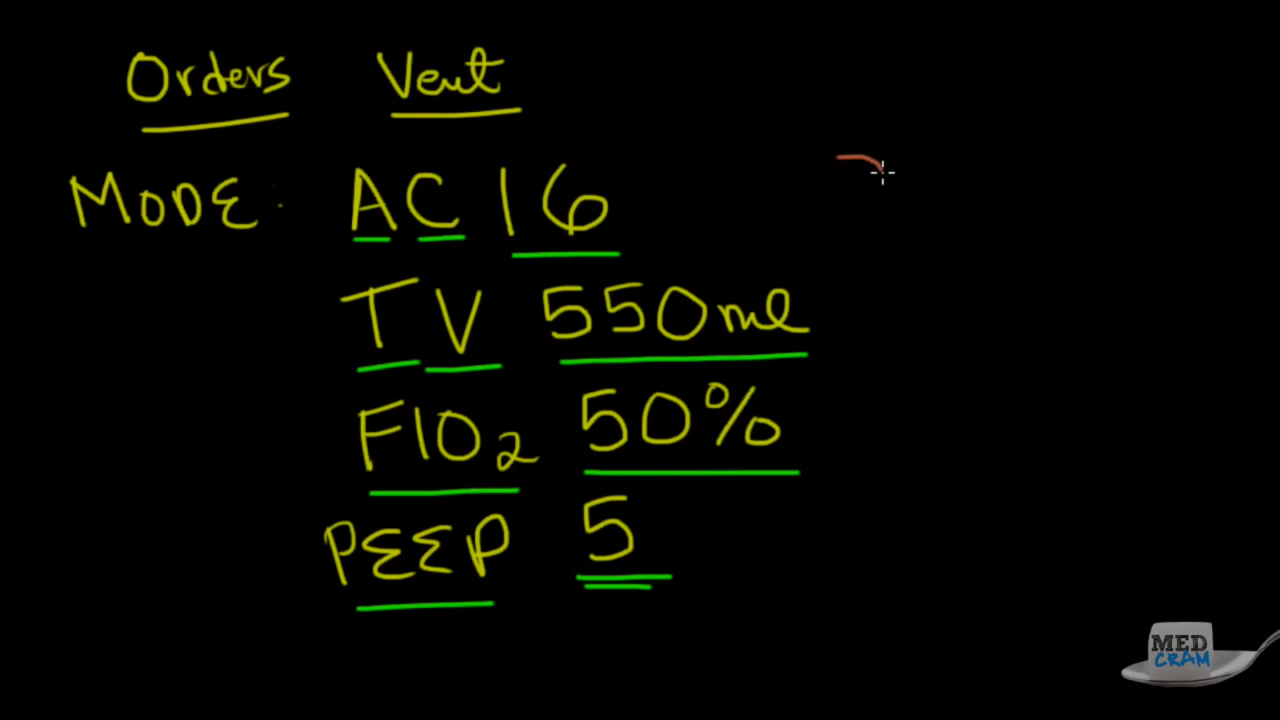 Orders Vent
MODE: AC 16
TV 550ml
FIO2 50%
PEEP 5
MED
CRAM